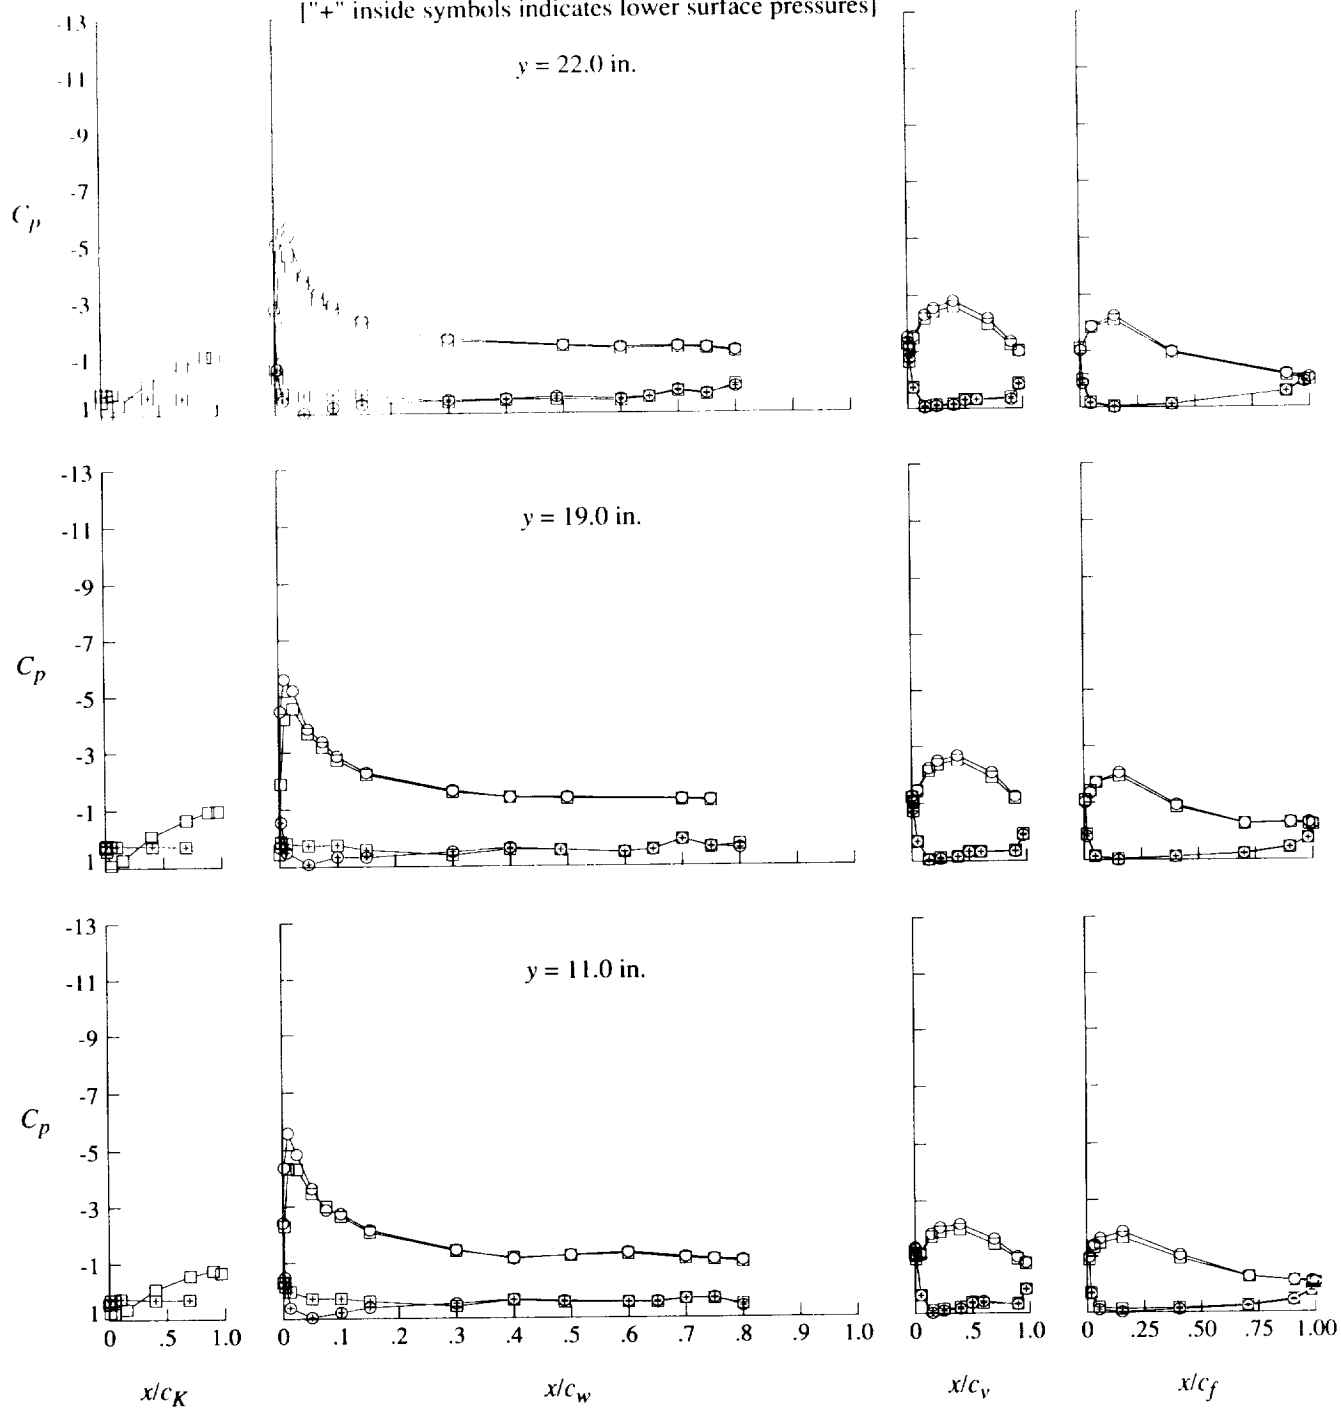 ["+" inside symbols indicates lower surface pressures]
y = 22.0 in.
-13
-11
-9
-7
-5
-3
-1
1
C_p
y = 19.0 in.
-13
-11
-9
-7
-5
-3
-1
1
C_p
y = 11.0 in.
-13
-11
-9
-7
-5
-3
-1
1
C_p
0 .5 1.0 0 .1 .2 .3 .4 .5 .6 .7 .8 .9 1.0 0 .5 1.0 0 .25 .50 .75 1.00
x/c_K x/c_w x/c_v x/c_f